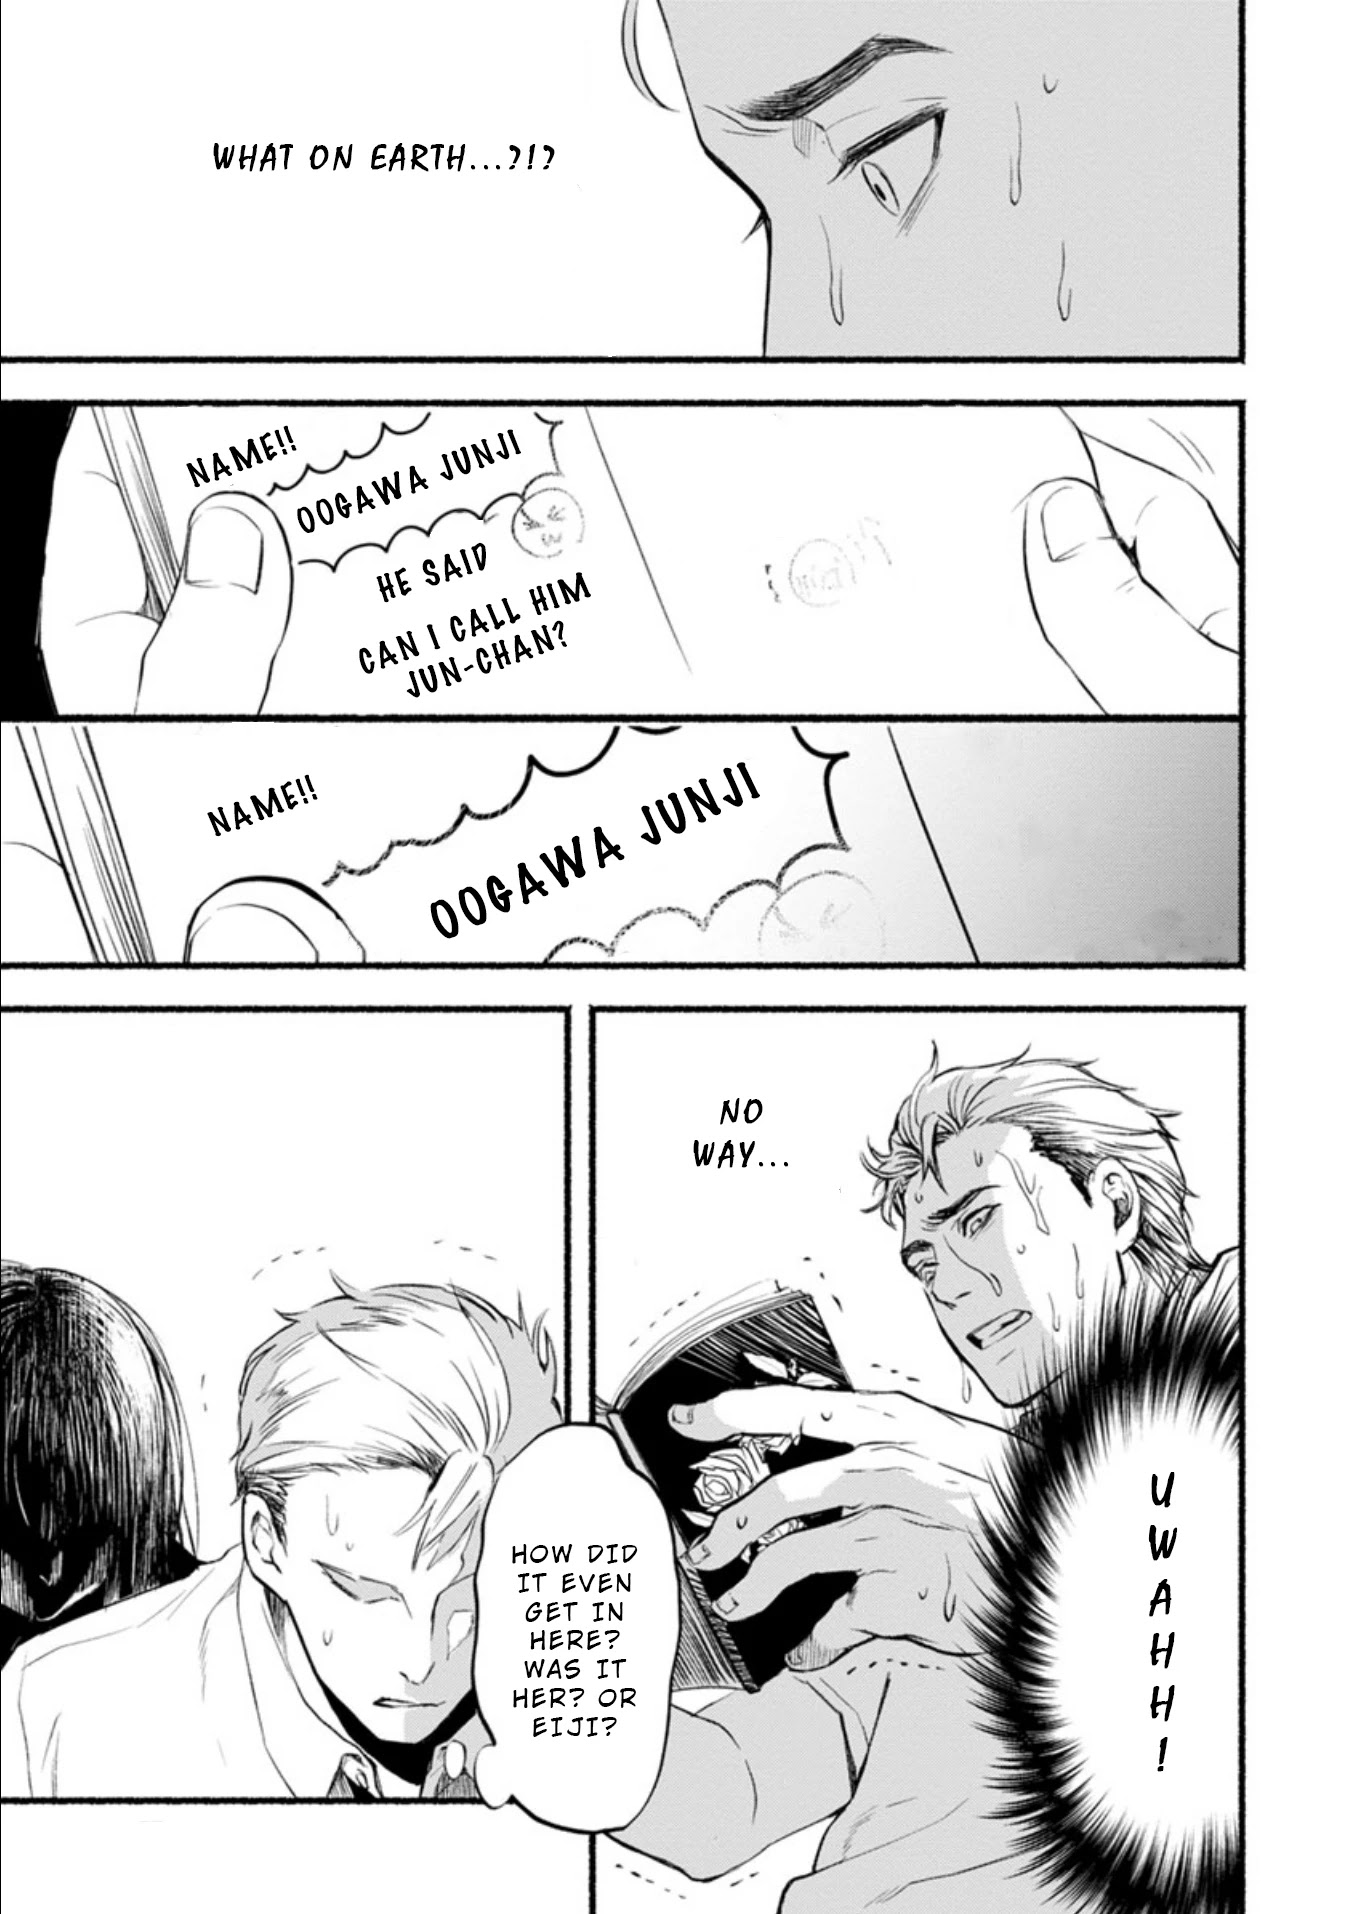 WHAT ON EARTH...?!?
NAME!!
OOGAWA JUNJI
HE SAID
CAN I CALL HIM
JUN-CHAN?
NAME!!
OOGAWA JUNJI
NO
WAY...
UWAHH!
HOW DID
IT EVEN
GET IN
HERE?
WAS IT
HER? OR
EIJI?